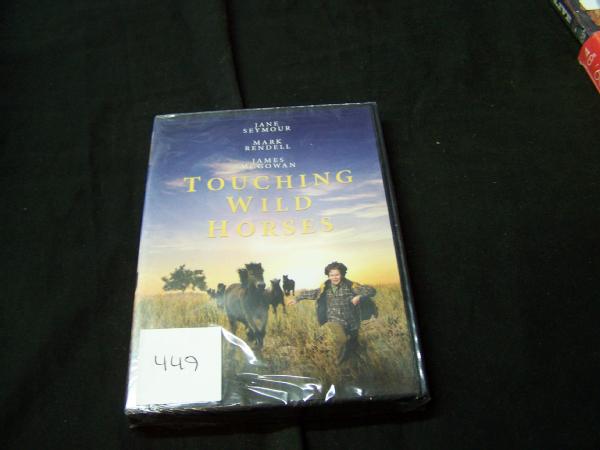 JANE
SEYMOUR
MARK
RENDELL
JAMES
McGOWAN
TOUCHING
WILD
HORSES
449